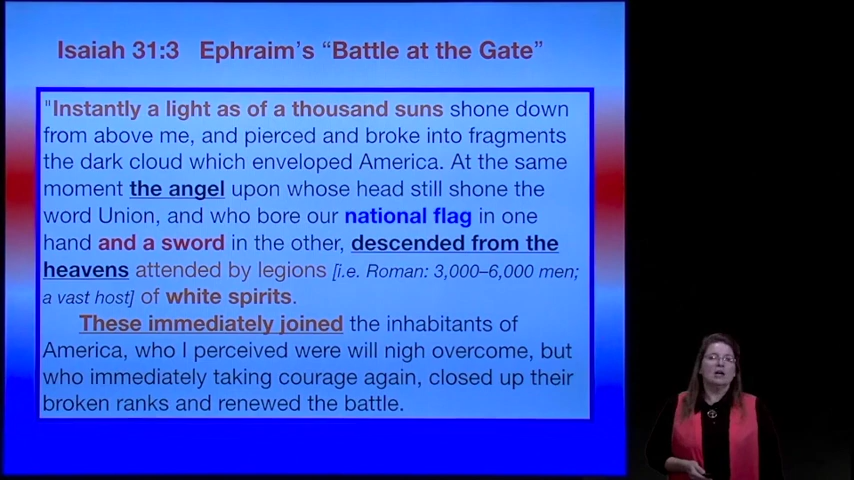 Isaiah 31:3 Ephraim's “Battle at the Gate”
"Instantly a light as of a thousand suns shone down
from above me, and pierced and broke into fragments
the dark cloud which enveloped America. At the same
moment the angel upon whose head still shone the
word Union, and who bore our national flag in one
hand and a sword in the other, descended from the
heavens attended by legions [i.e. Roman: 3,000–6,000 men;
a vast host] of white spirits.
These immediately joined the inhabitants of
America, who I perceived were will nigh overcome, but
who immediately taking courage again, closed up their
broken ranks and renewed the battle.